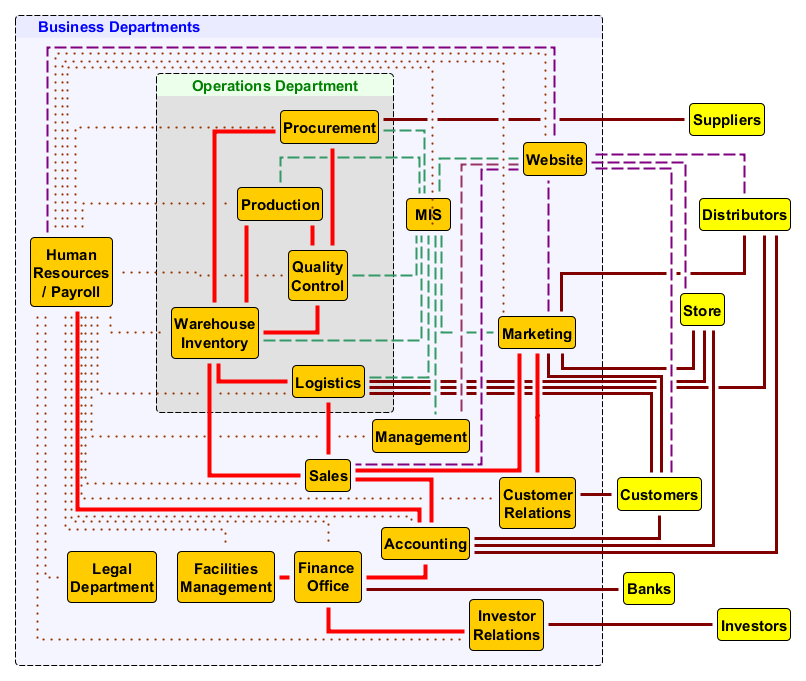 Business Departments
Operations Department
Procurement
Suppliers
Website
Production
MIS
Distributors
Human
Resources
/ Payroll
Quality
Control
Store
Warehouse
Inventory
Marketing
Logistics
Management
Sales
Customer
Relations
Customers
Accounting
Legal
Department
Facilities
Management
Finance
Office
Banks
Investor
Relations
Investors